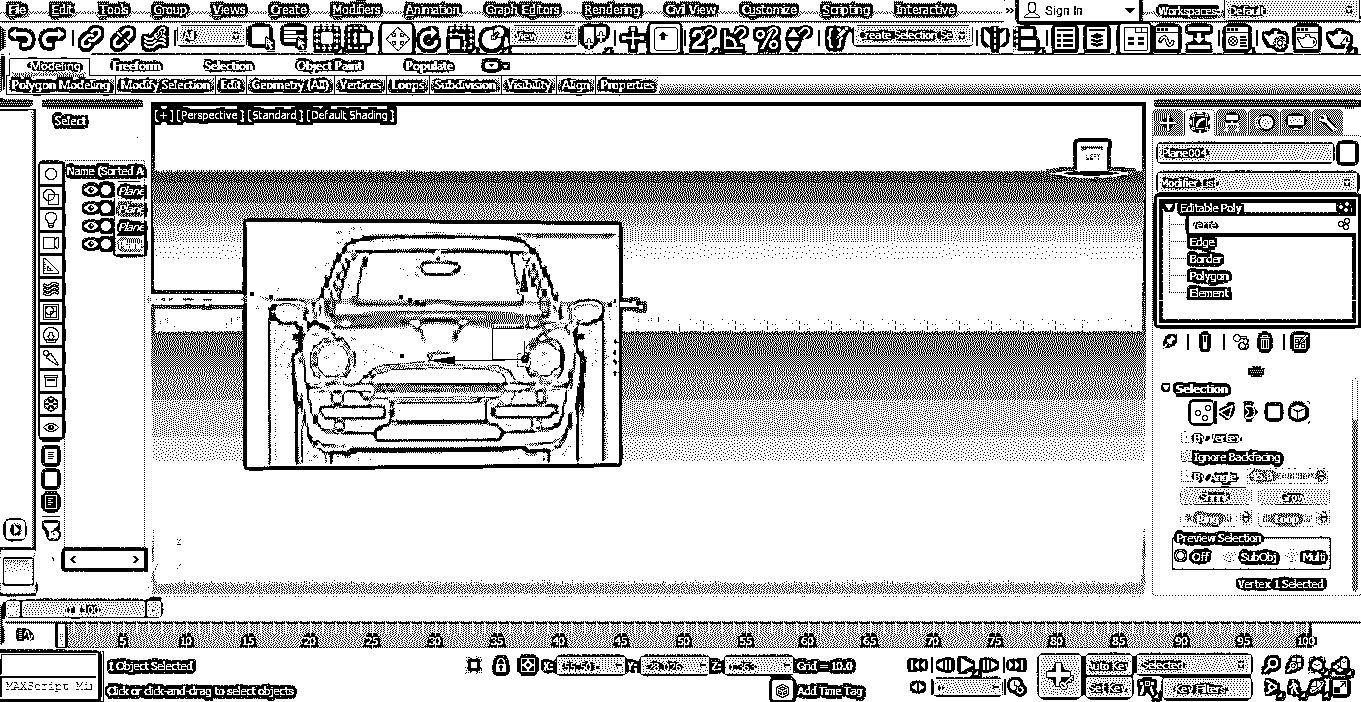 File Edit Tools Group Views Create Modifiers Animation Graph Editors Rendering Civil View Customize Scripting Interactive » Sign In Workspaces: Default
All View Create Selection Se
Modeling Freeform Selection Object Paint Populate
Polygon Modeling Modify Selection Edit Geometry (All) Vertices Loops Subdivision Visibility Align Properties
Select
[+] [Perspective] [Standard] [Default Shading]
LEFT
Name (Sorted A
Plane
Plane
Plane004
Modifier List
Editable Poly
Vertex
Edge
Border
Polygon
Element
Selection
By Vertex
Ignore Backfacing
By Angle:
Shrink Grow
Ring Loop
Preview Selection
Off SubObj Multi
Vertex 1 Selected
5 10 15 20 25 30 35 40 45 50 55 60 65 70 75 80 85 90 95 100
1 Object Selected
X: Y: Z: Grid = 10.0
Auto Key Selected
MAXScript Mi
Click or click-and-drag to select objects
Add Time Tag
Set Key Key Filters...